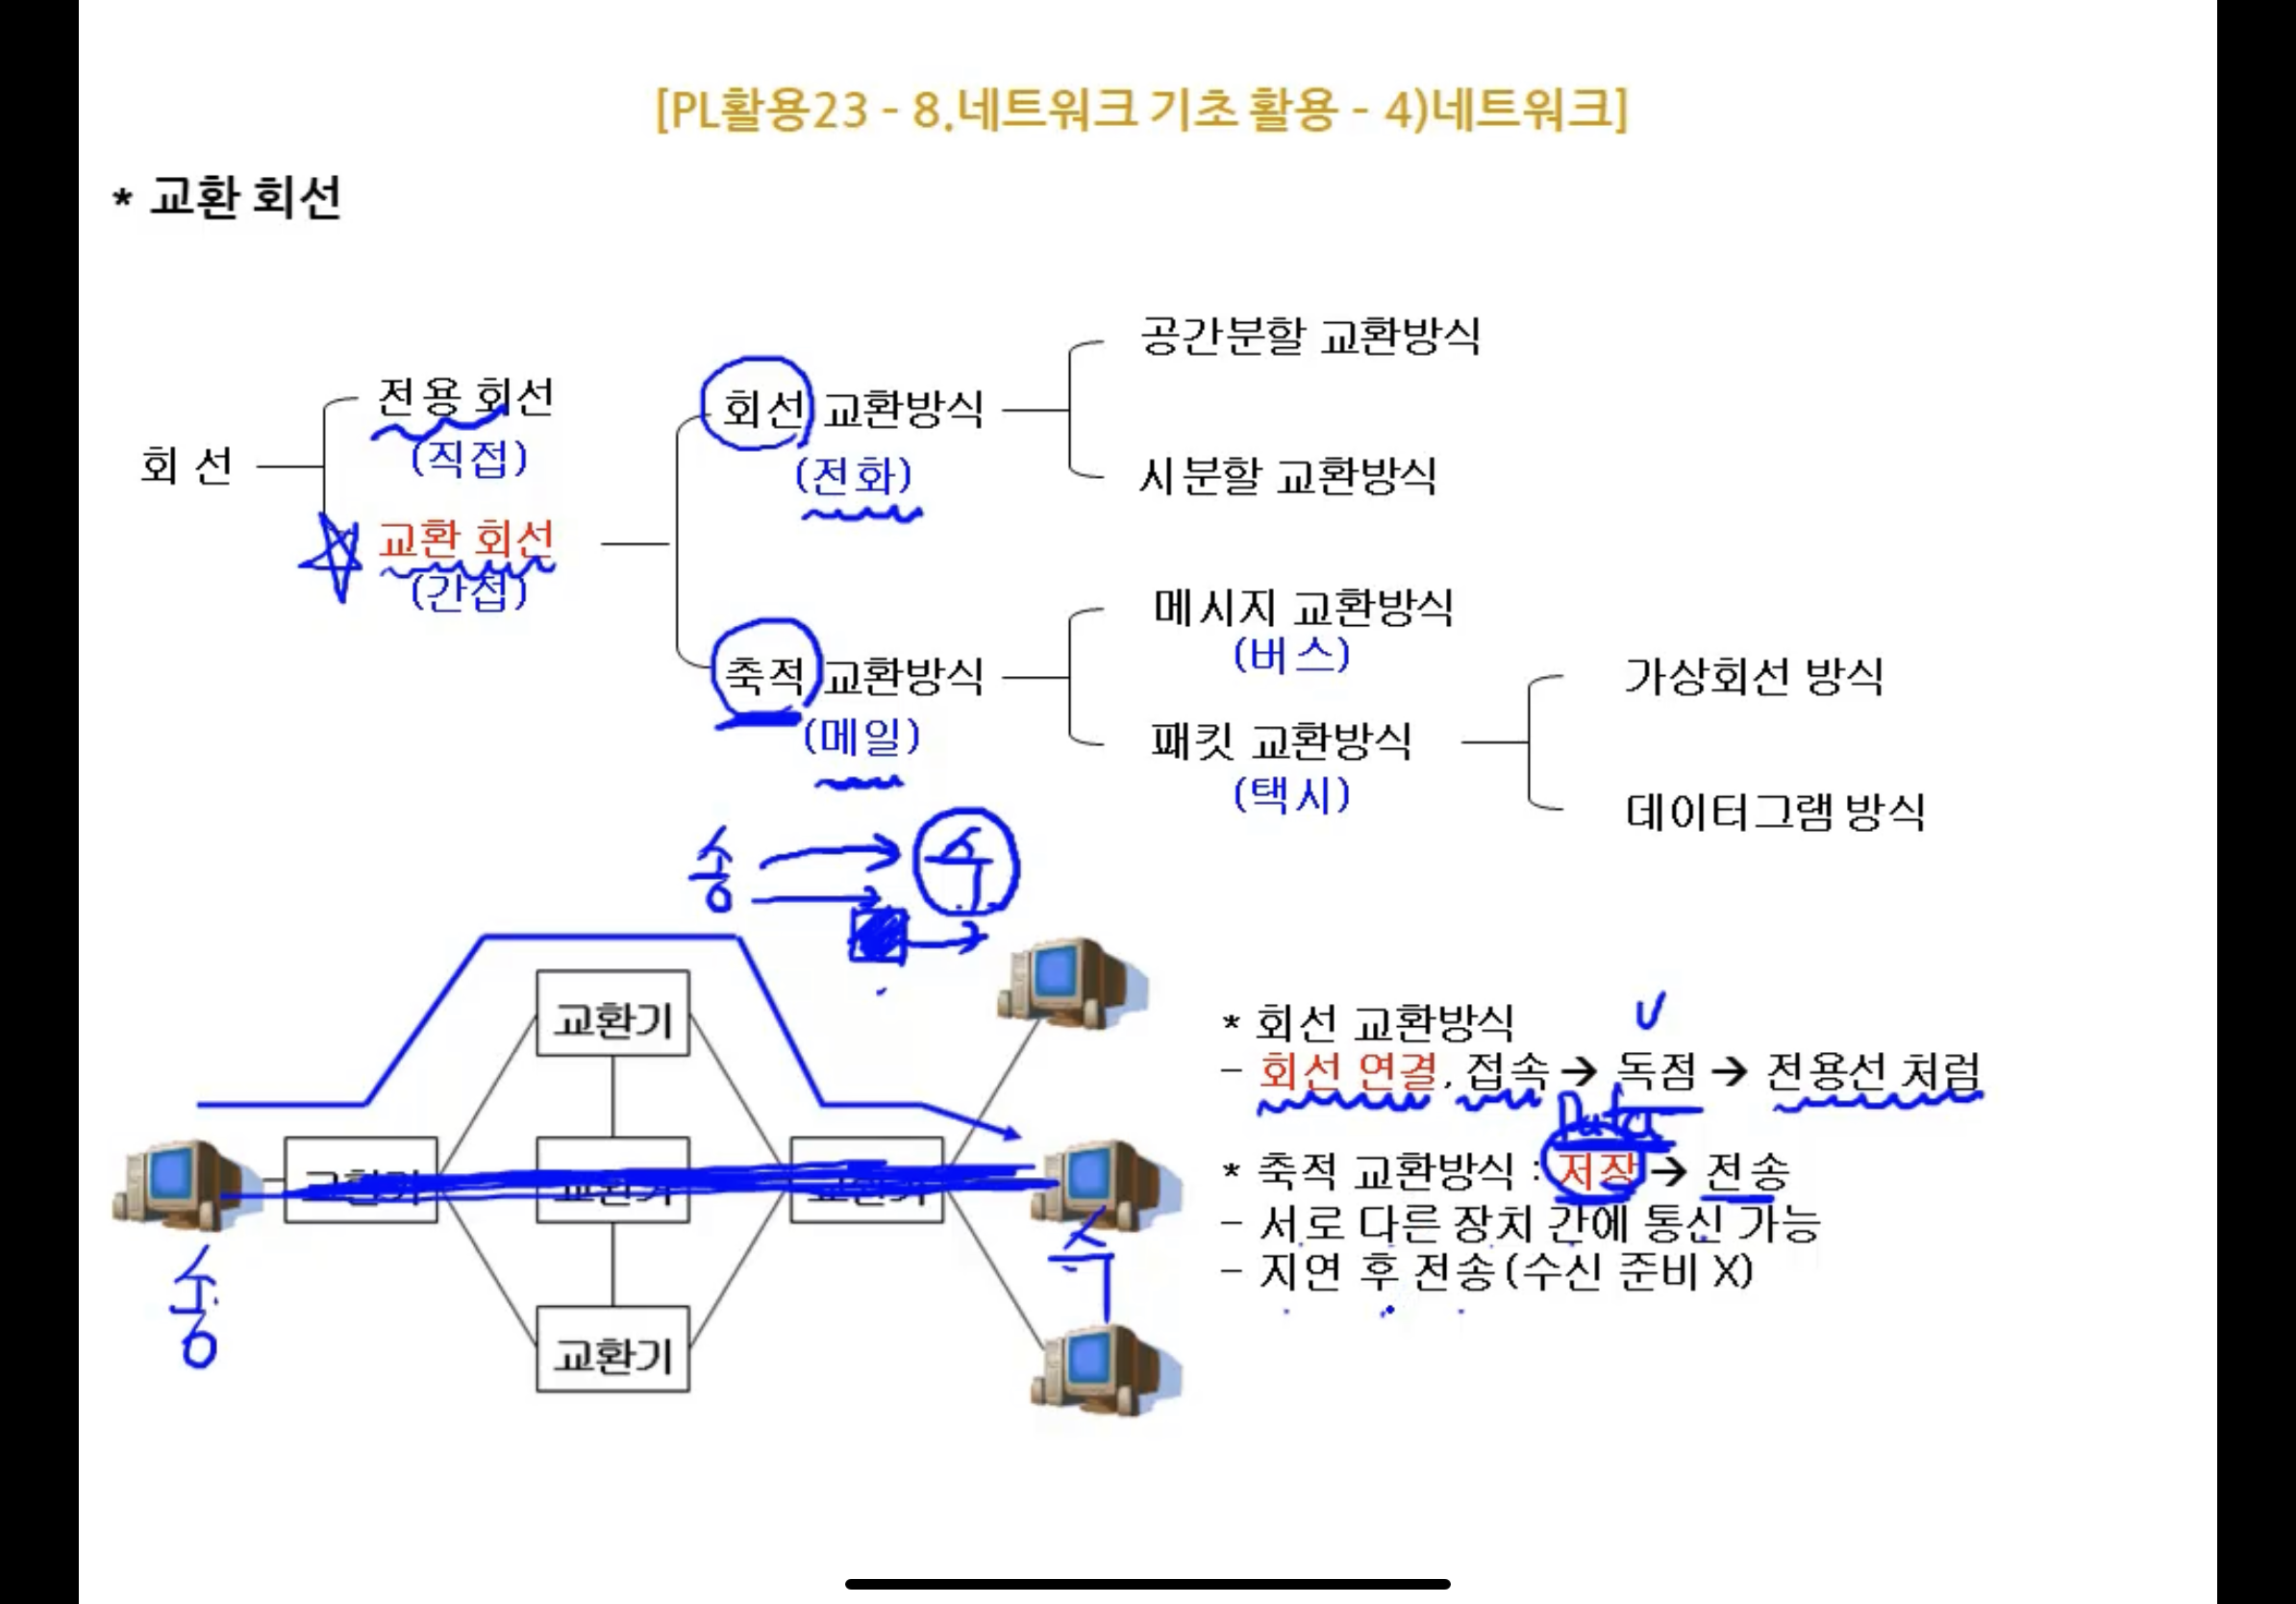 [PL활용23 - 8.네트워크 기초 활용 - 4)네트워크]
* 교환 회선
회 선
전용 회선
(직접)
교환 회선
(간접)
회선 교환방식
(전화)
축적 교환방식
(메일)
공간분할 교환방식
시분할 교환방식
메시지 교환방식
(버스)
패킷 교환방식
(택시)
가상회선 방식
데이터그램 방식
송
수
교환기
교환기
교환기
교환기
교환기
송
수
* 회선 교환방식
- 회선 연결, 접속 → 독점 → 전용선 처럼
Data
* 축적 교환방식 : 저장 → 전송
- 서로 다른 장치 간에 통신 가능
- 지연 후 전송(수신 준비 X)